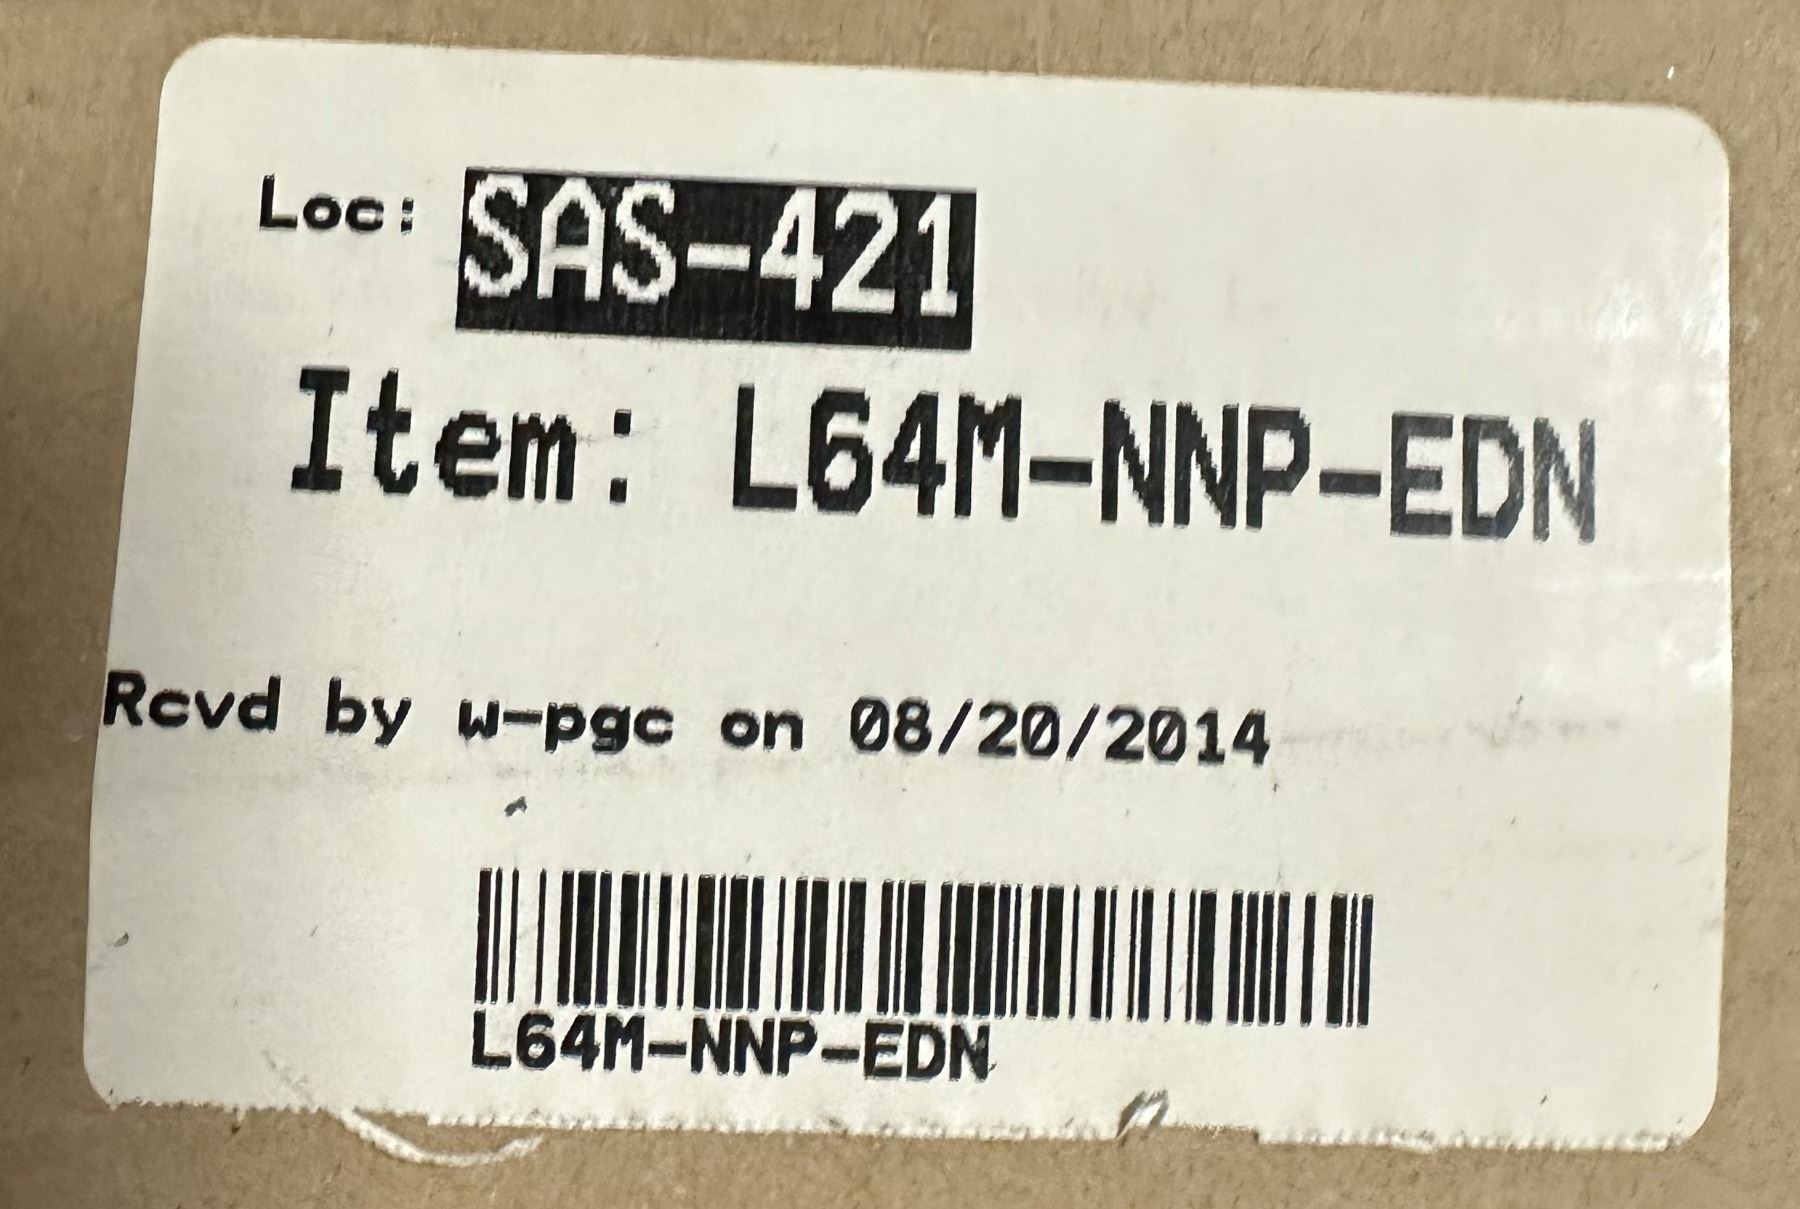 Loc: SAS-421
Item: L64M-NNP-EDN
Rcvd by w-pgc on 08/20/2014
L64M-NNP-EDN